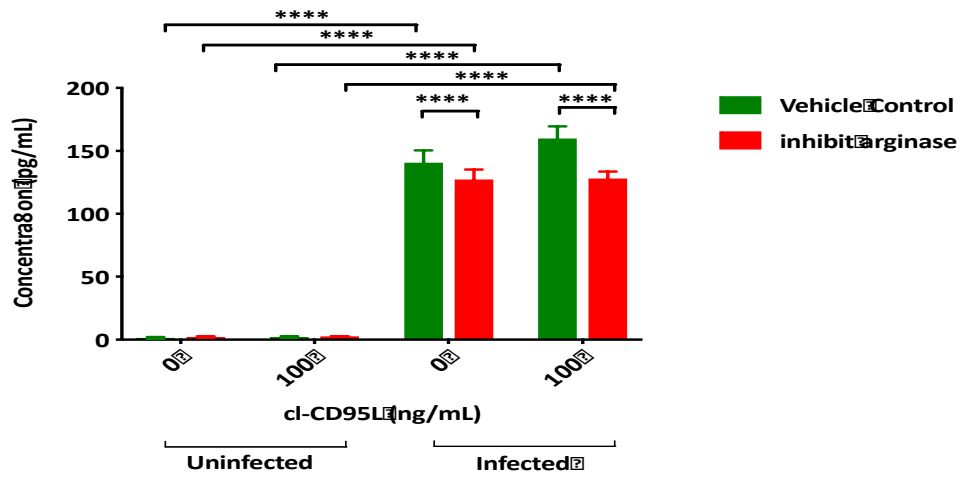 ****
****
****
****
200
****
****
Vehicle�Control
inhibit�arginase
150
100
50
0
Concentra8on�(pg/mL)
0�
100�
0�
100�
cl-CD95L�(ng/mL)
Uninfected
Infected�